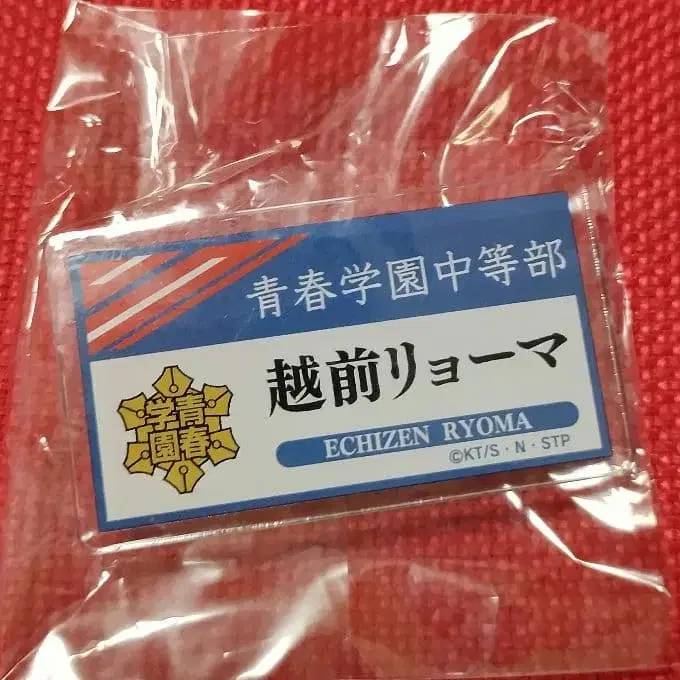 青春学園中等部
越前リョーマ
ECHIZEN RYOMA
©KT/S・N・STP
青春
学園